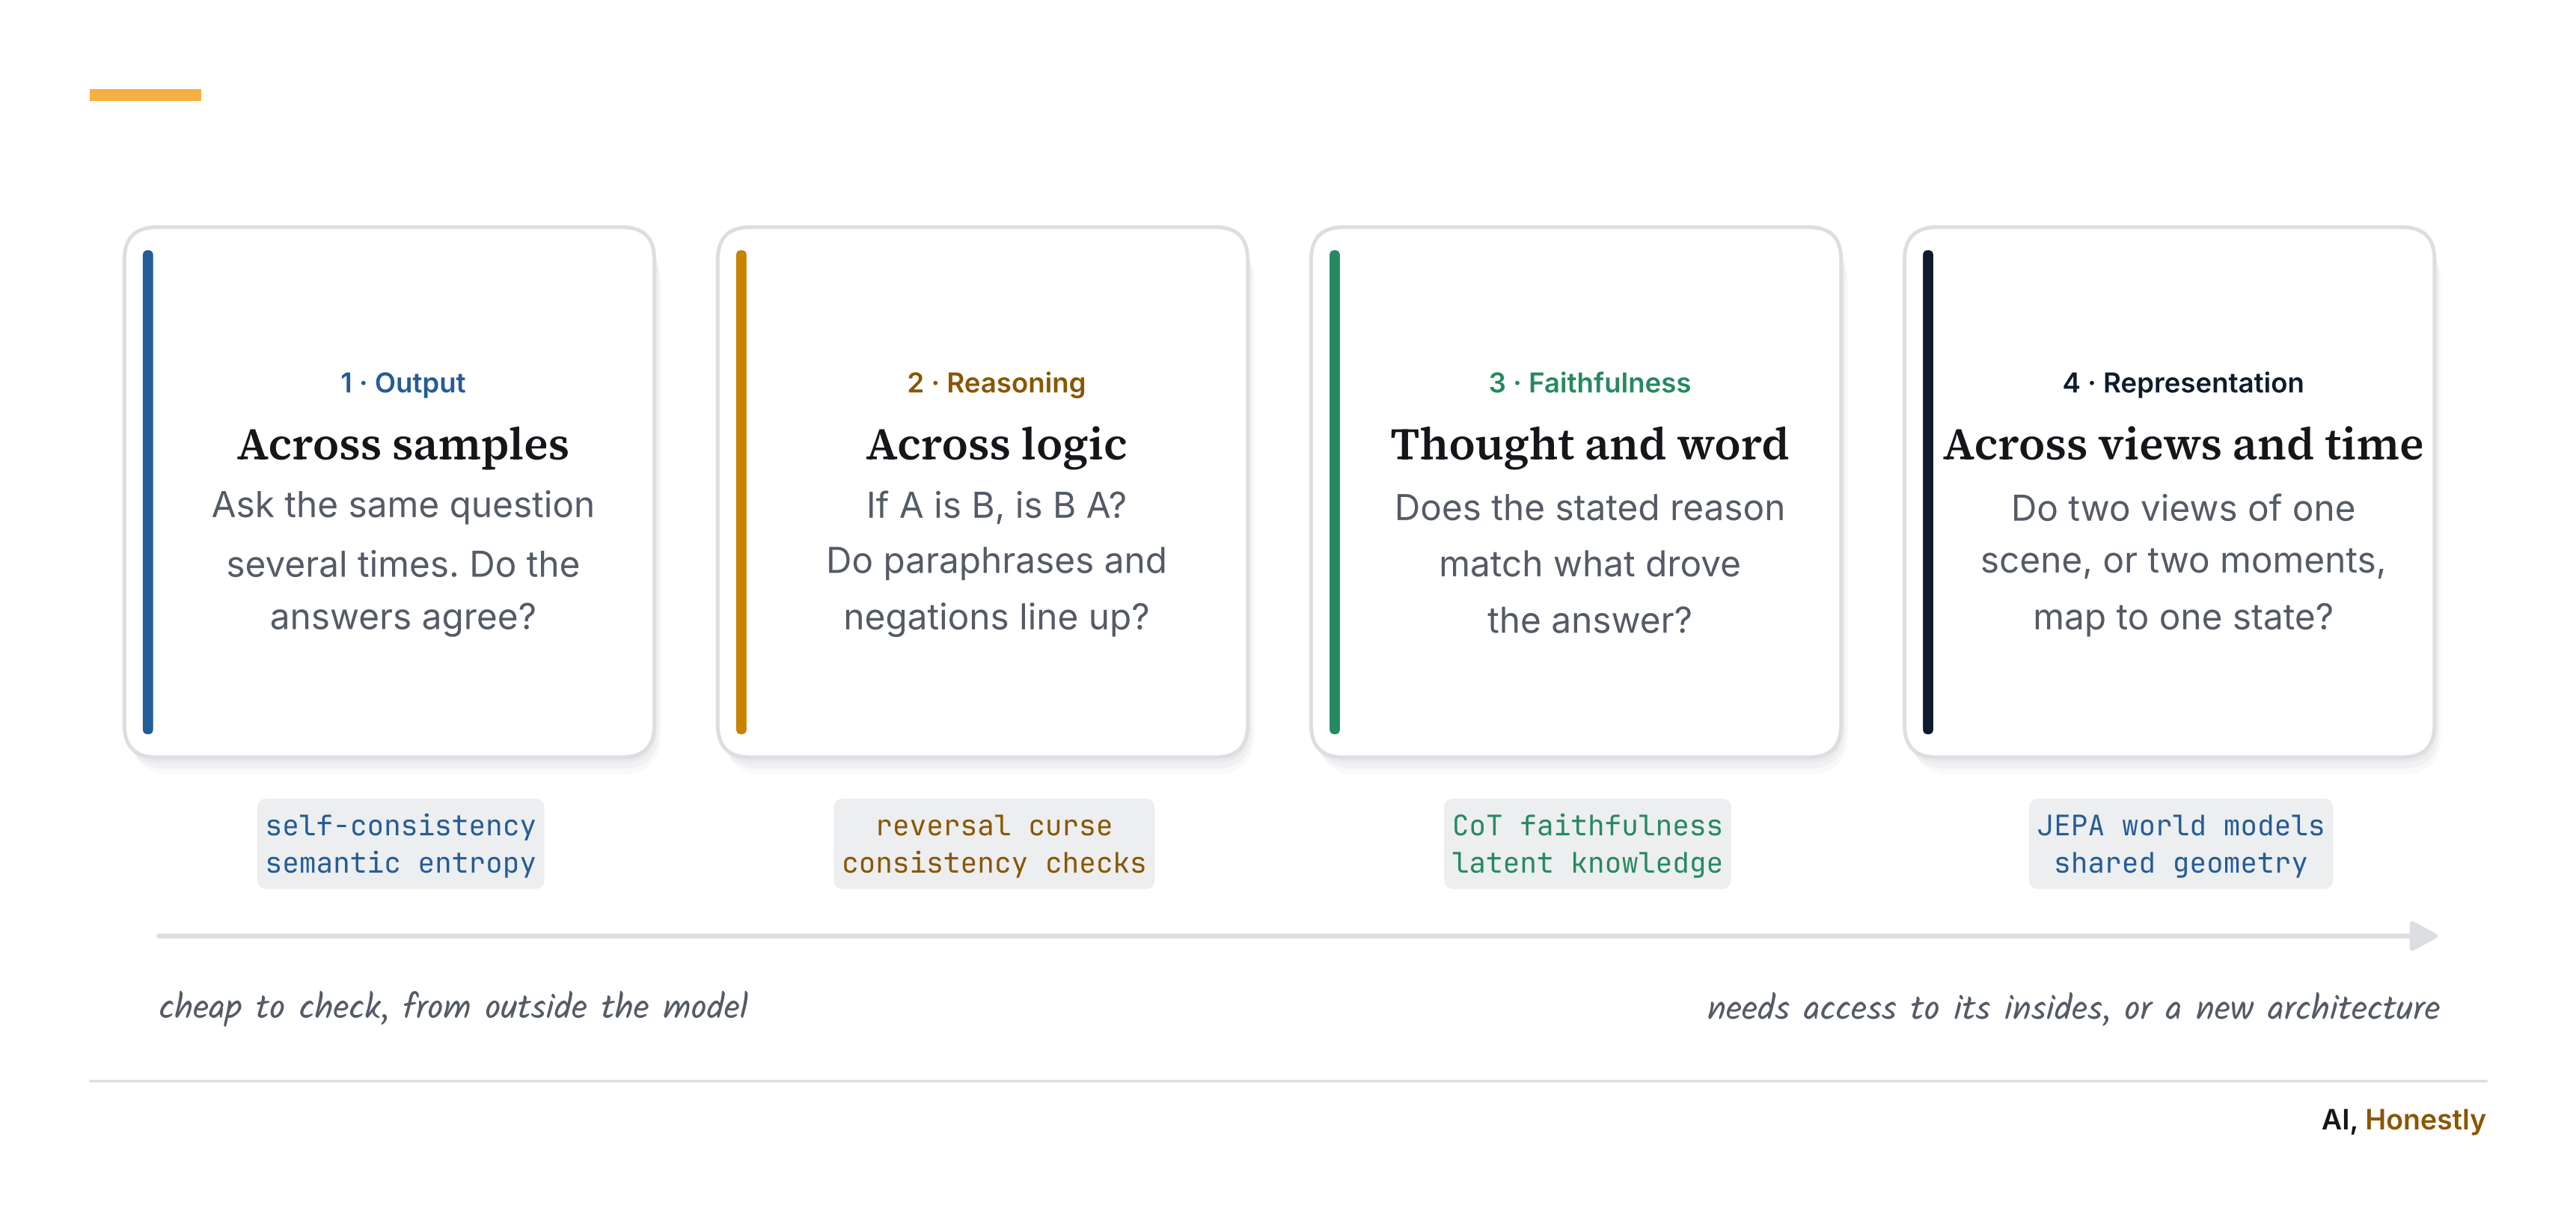 1 · Output
Across samples
Ask the same question
several times. Do the
answers agree?
2 · Reasoning
Across logic
If A is B, is B A?
Do paraphrases and
negations line up?
3 · Faithfulness
Thought and word
Does the stated reason
match what drove
the answer?
4 · Representation
Across views and time
Do two views of one
scene, or two moments,
map to one state?
self-consistency
semantic entropy
reversal curse
consistency checks
CoT faithfulness
latent knowledge
JEPA world models
shared geometry
cheap to check, from outside the model
needs access to its insides, or a new architecture
AI, Honestly